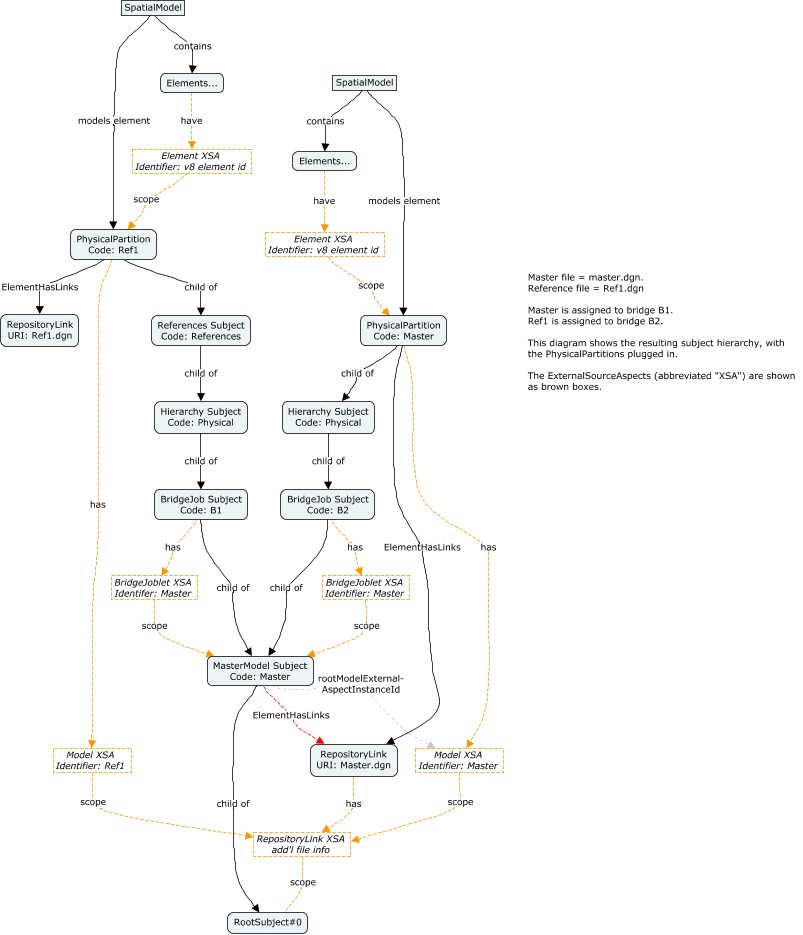 SpatialModel
contains
Elements...
SpatialModel
models element
have
contains
Element XSA
Identifier: v8 element id
Elements...
scope
have
models element
PhysicalPartition
Code: Ref1
Element XSA
Identifier: v8 element id
ElementHasLinks
child of
scope
RepositoryLink
URI: Ref1.dgn
References Subject
Code: References
PhysicalPartition
Code: Master
child of
child of
Hierarchy Subject
Code: Physical
Hierarchy Subject
Code: Physical
child of
child of
has
BridgeJob Subject
Code: B1
BridgeJob Subject
Code: B2
has
has
ElementHasLinks
has
BridgeJoblet XSA
Identifer: Master
BridgeJoblet XSA
Identifer: Master
child of
child of
scope
scope
MasterModel Subject
Code: Master
rootModelExternal-
AspectInstanceId
ElementHasLinks
Model XSA
Identifier: Ref1
RepositoryLink
URI: Master.dgn
Model XSA
Identifier: Master
scope
child of
has
scope
RepositoryLink XSA
add'l file info
scope
RootSubject#0
Master file = master.dgn.
Reference file = Ref1.dgn
Master is assigned to bridge B1.
Ref1 is assigned to bridge B2.
This diagram shows the resulting subject hierarchy, with
the PhysicalPartitions plugged in.
The ExternalSourceAspects (abbreviated "XSA") are shown
as brown boxes.